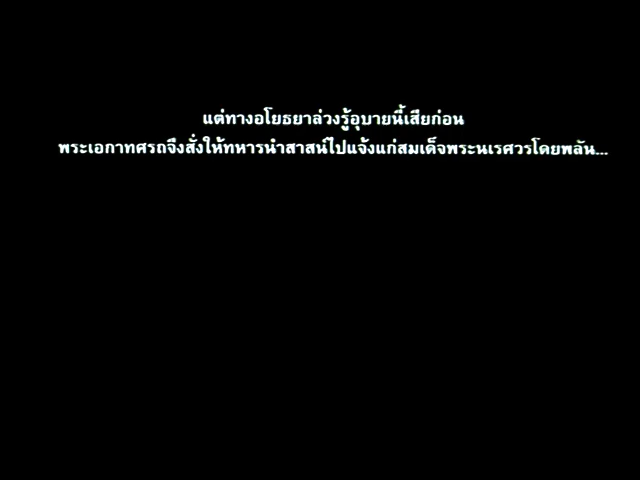 แต่ทางอโยธยาล่วงรู้อุบายนี้เสียก่อน
พระเอกาทศรถจึงสั่งให้ทหารนำสาสน์ไปแจ้งแก่สมเด็จพระนเรศวรโดยพลัน...